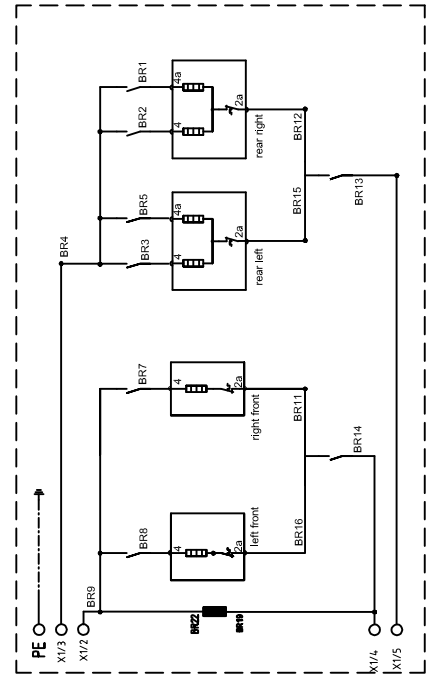 BR1
4a
2a
BR2
4
rear right
BR12
BR5
4a
BR4
BR3
4
2a
rear left
BR15
BR13
BR7
4
2a
right front
BR11
BR14
BR8
4
2a
left front
BR16
BR9
BR22
BR19
PE
X1/3
X1/2
X1/4
X1/5